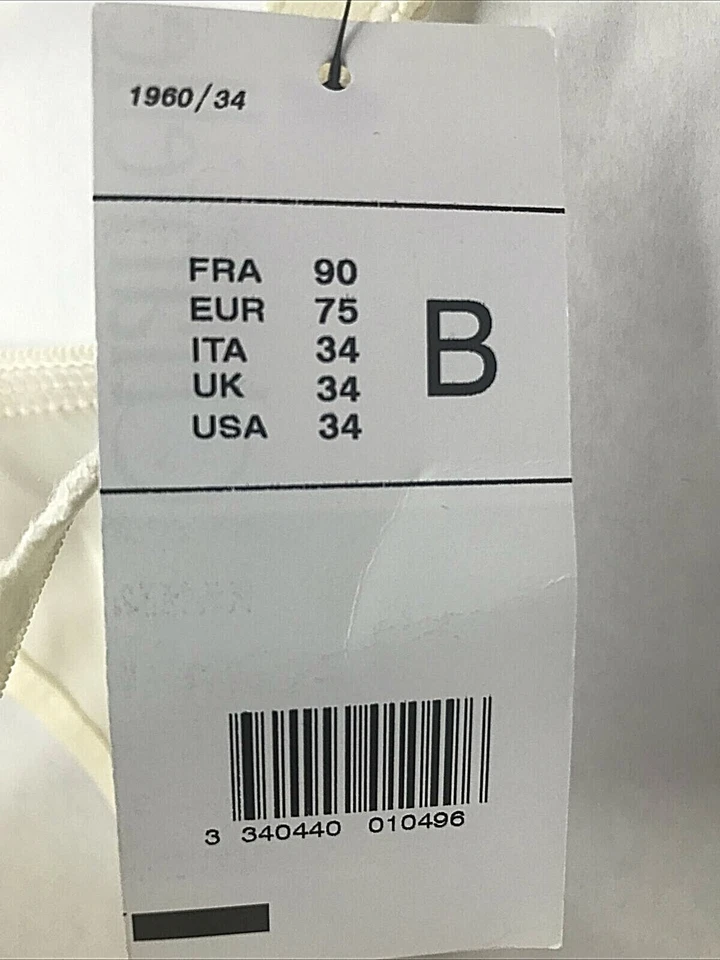 1960/34
FRA 90
EUR 75
ITA 34
UK 34
USA 34
B
3 340440 010496